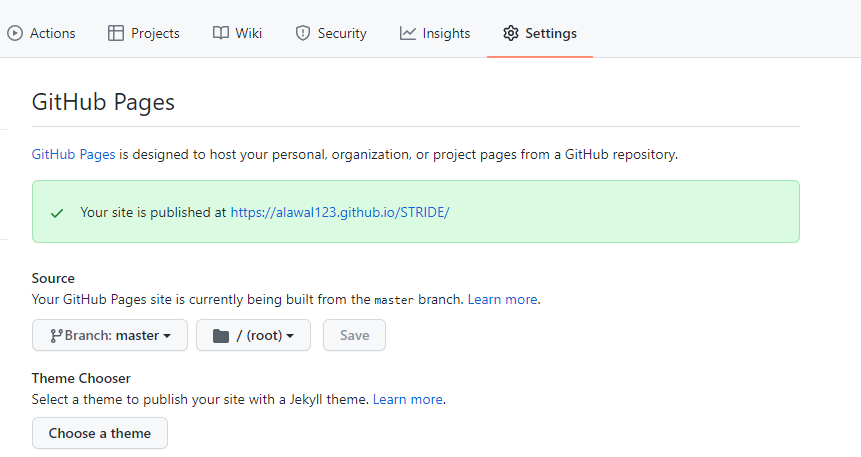 Actions Projects Wiki Security Insights Settings
GitHub Pages
GitHub Pages is designed to host your personal, organization, or project pages from a GitHub repository.
Your site is published at https://alawal123.github.io/STRIDE/
Source
Your GitHub Pages site is currently being built from the master branch. Learn more.
Branch: master / (root) Save
Theme Chooser
Select a theme to publish your site with a Jekyll theme. Learn more.
Choose a theme